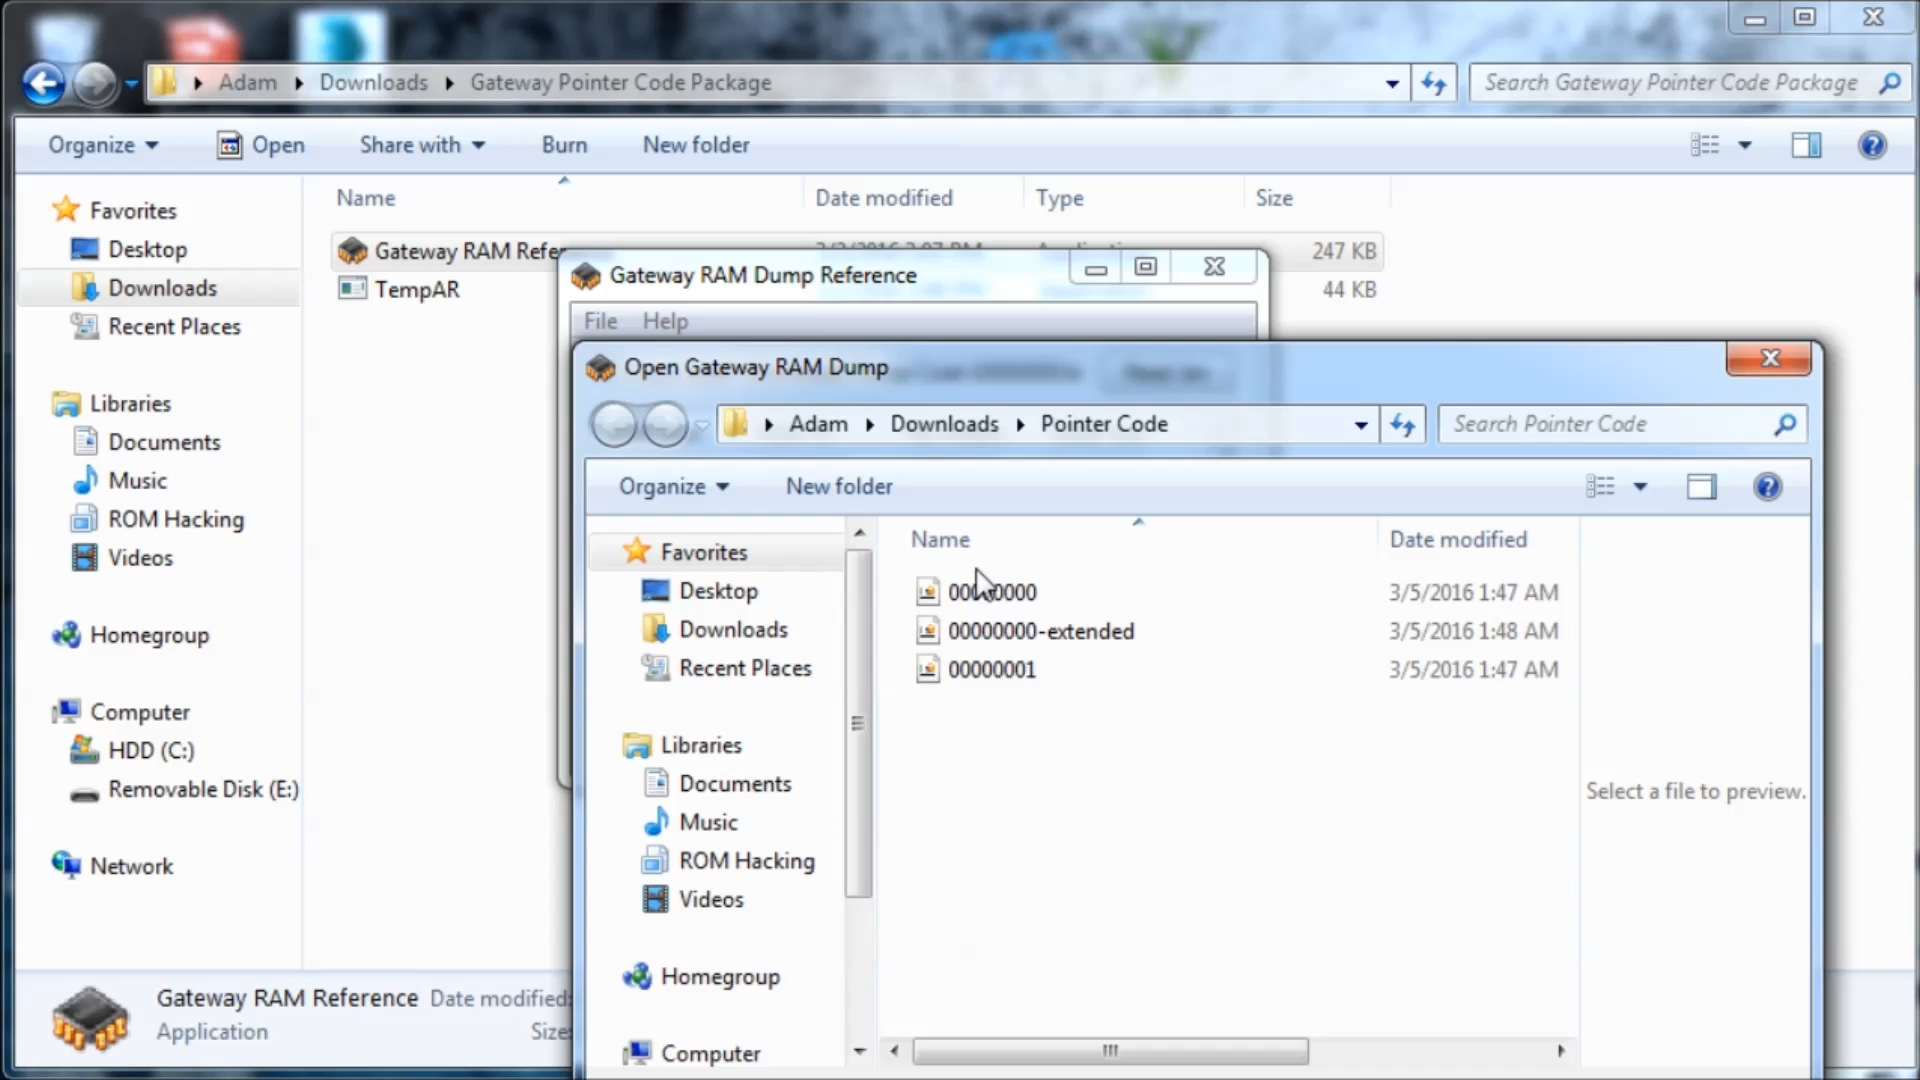 Adam Downloads Gateway Pointer Code Package
Search Gateway Pointer Code Package
Organize Open Share with Burn New folder
Name Date modified Type Size
Favorites
Desktop
Downloads
Recent Places
Libraries
Documents
Music
ROM Hacking
Videos
Homegroup
Computer
HDD (C:)
Removable Disk (E:)
Network
Gateway RAM Refe 247 KB
TempAR 44 KB
Gateway RAM Reference Date modified:
Application Size:
Gateway RAM Dump Reference
File Help
Open Gateway RAM Dump
Adam Downloads Pointer Code
Search Pointer Code
Organize New folder
Favorites
Desktop
Downloads
Recent Places
Libraries
Documents
Music
ROM Hacking
Videos
Homegroup
Computer
Name Date modified
00000000 3/5/2016 1:47 AM
00000000-extended 3/5/2016 1:48 AM
00000001 3/5/2016 1:47 AM
Select a file to preview.